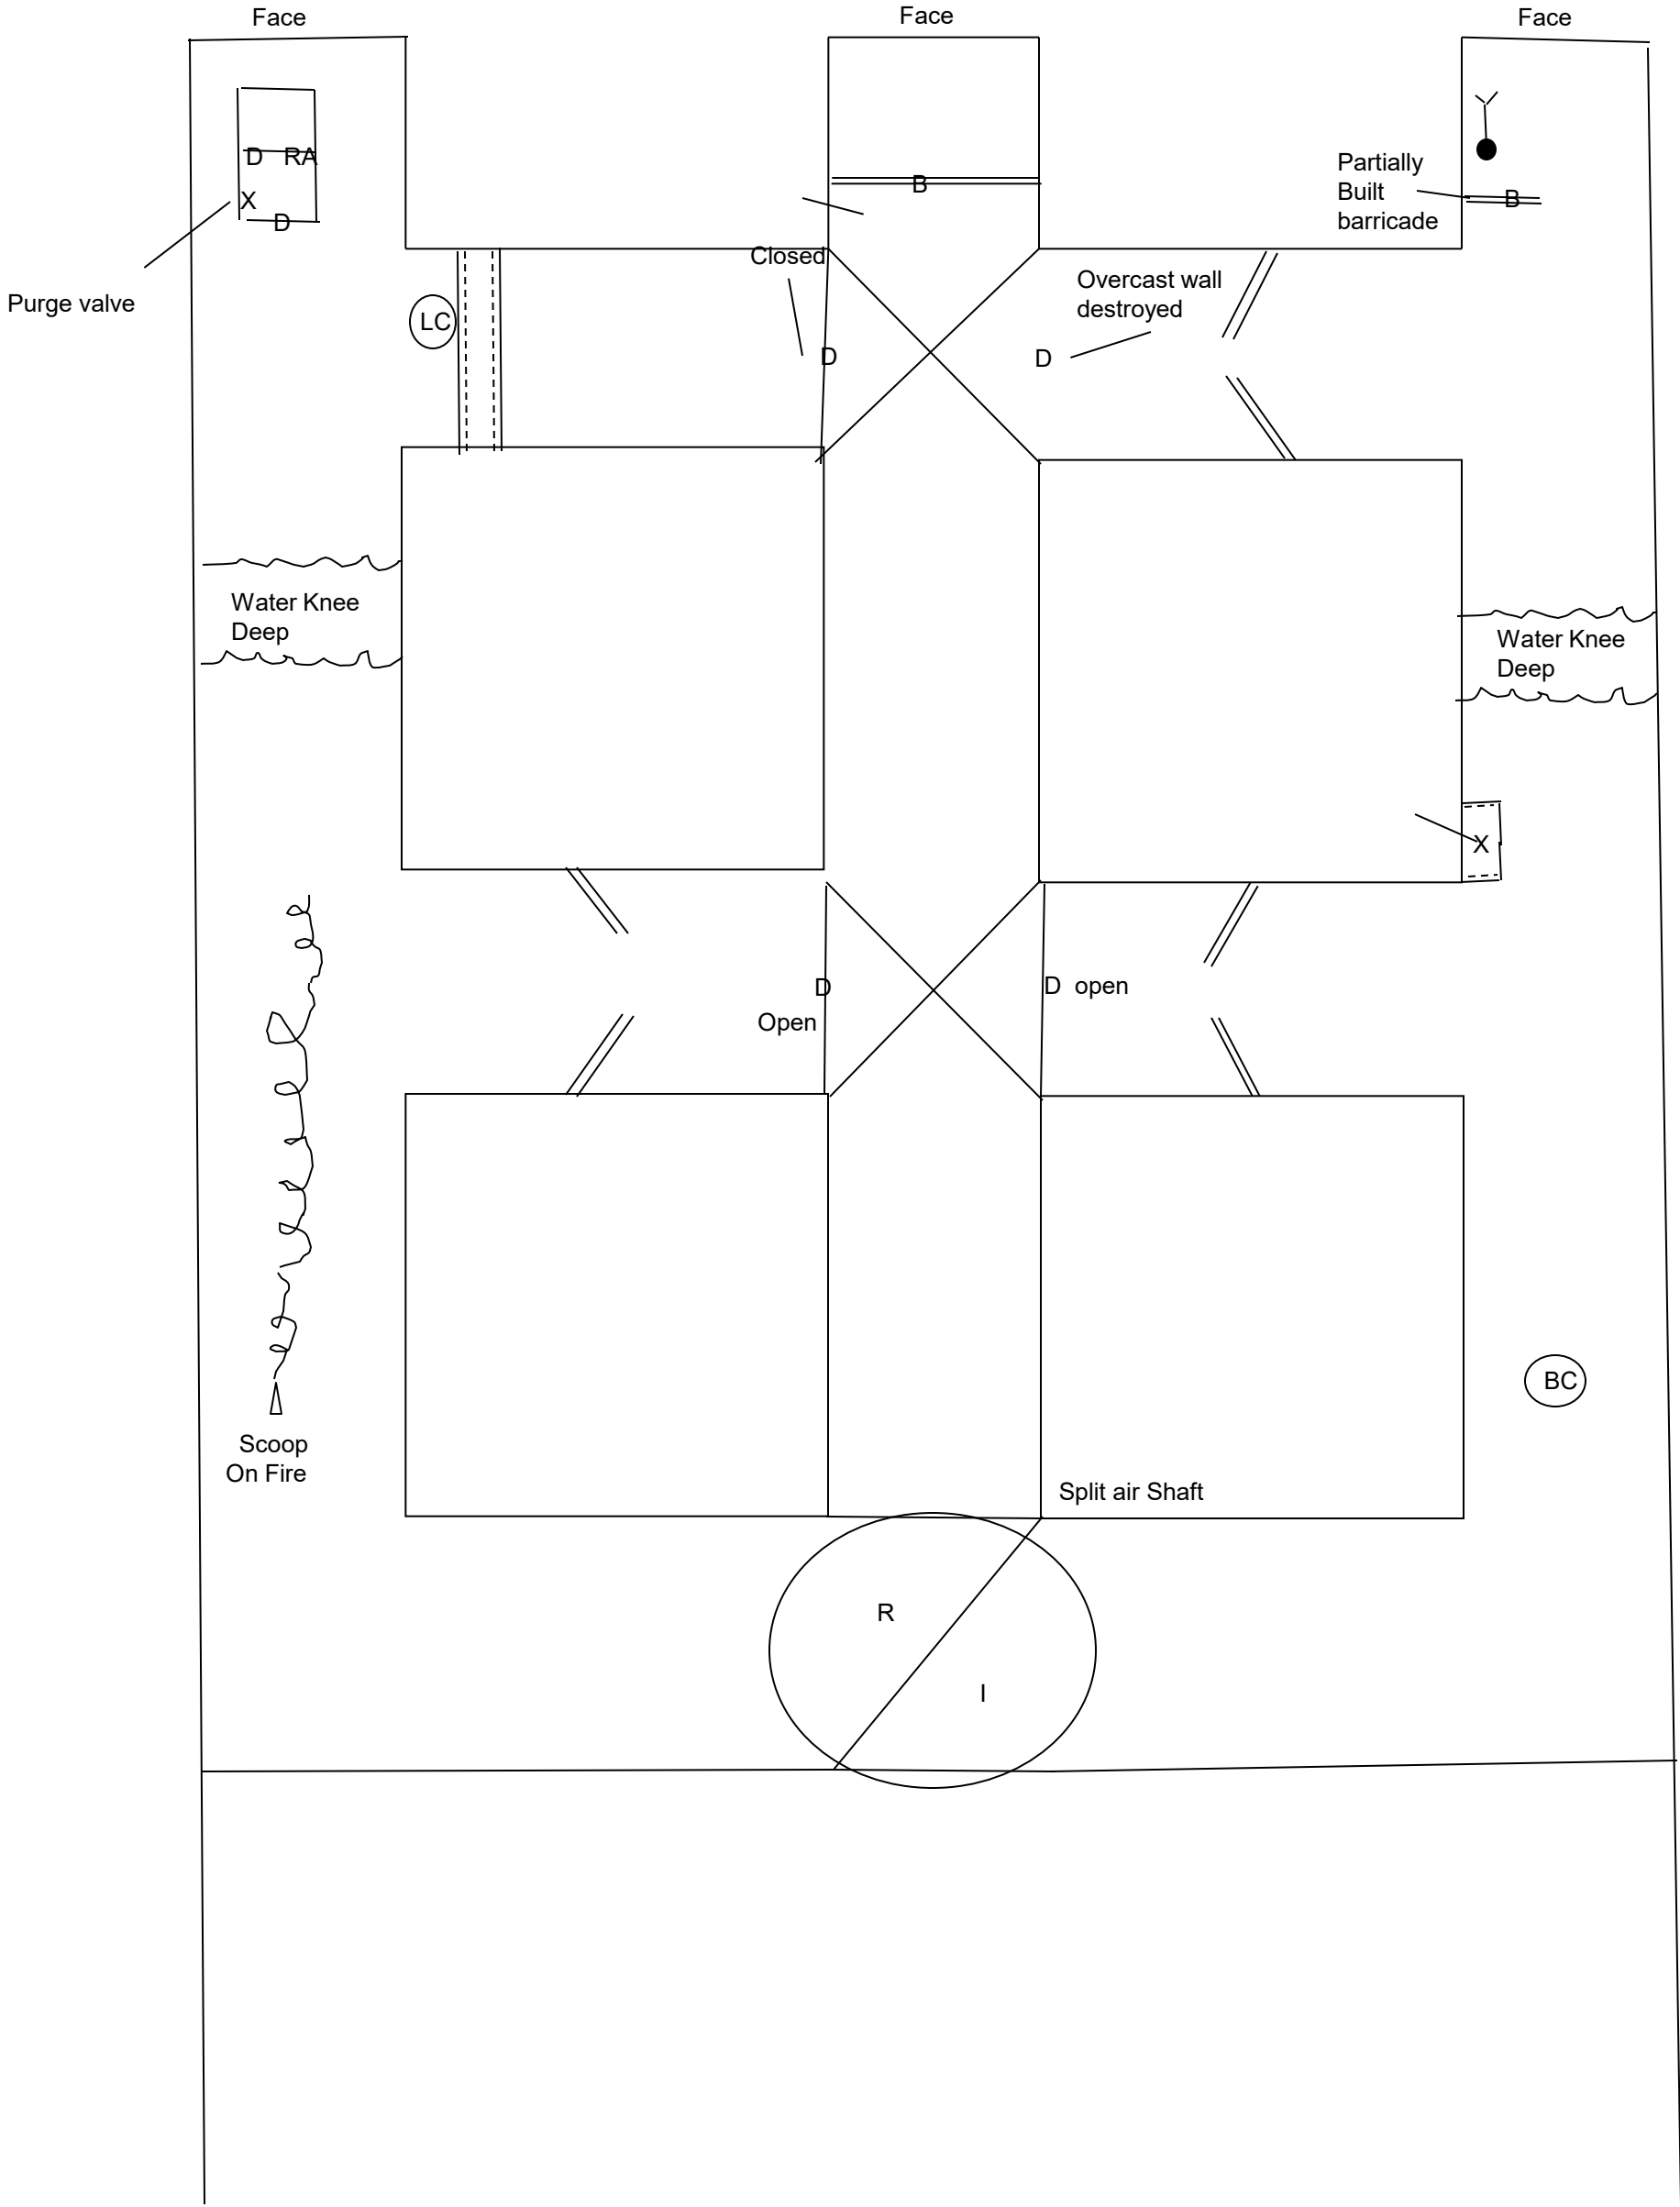 Face
Face
Face
D RA
X
D
Purge valve
B
Partially
Built
barricade
B
Closed
LC
D
Overcast wall
destroyed
D
Water Knee
Deep
Water Knee
Deep
X
D
Open
D open
BC
Scoop
On Fire
Split air Shaft
R
I